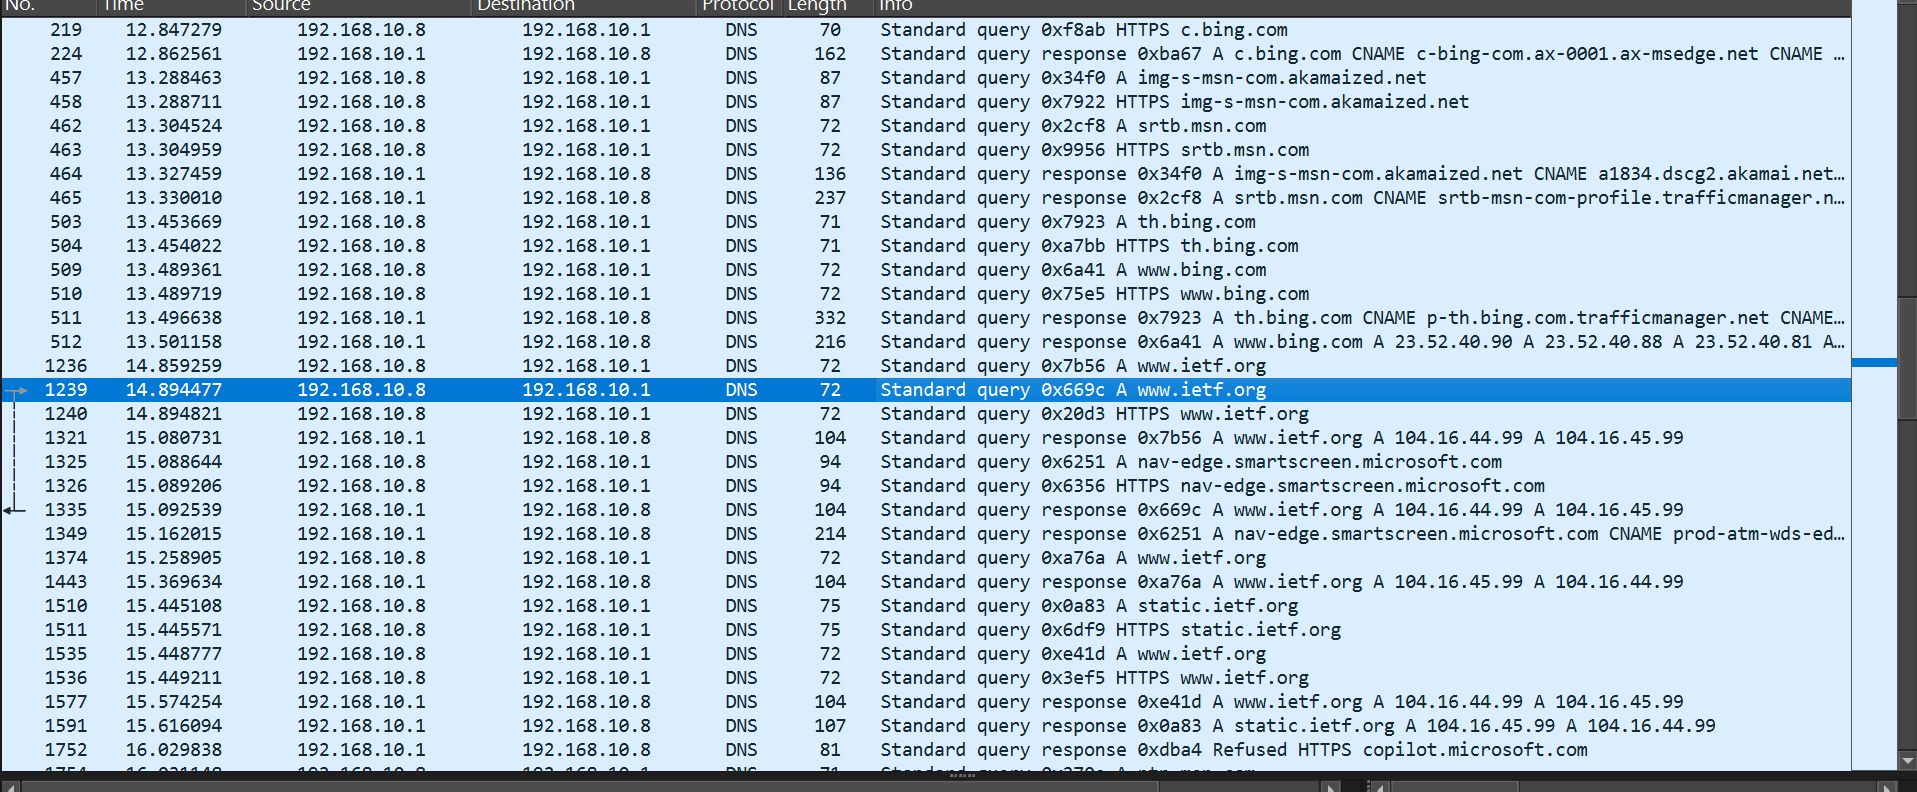 No. Time Source Destination Protocol Length Info
219 12.847279 192.168.10.8 192.168.10.1 DNS 70 Standard query 0xf8ab HTTPS c.bing.com
224 12.862561 192.168.10.1 192.168.10.8 DNS 162 Standard query response 0xba67 A c.bing.com CNAME c-bing-com.ax-0001.ax-msedge.net CNAME …
457 13.288463 192.168.10.8 192.168.10.1 DNS 87 Standard query 0x34f0 A img-s-msn-com.akamaized.net
458 13.288711 192.168.10.8 192.168.10.1 DNS 87 Standard query 0x7922 HTTPS img-s-msn-com.akamaized.net
462 13.304524 192.168.10.8 192.168.10.1 DNS 72 Standard query 0x2cf8 A srtb.msn.com
463 13.304959 192.168.10.8 192.168.10.1 DNS 72 Standard query 0x9956 HTTPS srtb.msn.com
464 13.327459 192.168.10.1 192.168.10.8 DNS 136 Standard query response 0x34f0 A img-s-msn-com.akamaized.net CNAME a1834.dscg2.akamai.net…
465 13.330010 192.168.10.1 192.168.10.8 DNS 237 Standard query response 0x2cf8 A srtb.msn.com CNAME srtb-msn-com-profile.trafficmanager.n…
503 13.453669 192.168.10.8 192.168.10.1 DNS 71 Standard query 0x7923 A th.bing.com
504 13.454022 192.168.10.8 192.168.10.1 DNS 71 Standard query 0xa7bb HTTPS th.bing.com
509 13.489361 192.168.10.8 192.168.10.1 DNS 72 Standard query 0x6a41 A www.bing.com
510 13.489719 192.168.10.8 192.168.10.1 DNS 72 Standard query 0x75e5 HTTPS www.bing.com
511 13.496638 192.168.10.1 192.168.10.8 DNS 332 Standard query response 0x7923 A th.bing.com CNAME p-th.bing.com.trafficmanager.net CNAME…
512 13.501158 192.168.10.1 192.168.10.8 DNS 216 Standard query response 0x6a41 A www.bing.com A 23.52.40.90 A 23.52.40.88 A 23.52.40.81 A…
1236 14.859259 192.168.10.8 192.168.10.1 DNS 72 Standard query 0x7b56 A www.ietf.org
1239 14.894477 192.168.10.8 192.168.10.1 DNS 72 Standard query 0x669c A www.ietf.org
1240 14.894821 192.168.10.8 192.168.10.1 DNS 72 Standard query 0x20d3 HTTPS www.ietf.org
1321 15.080731 192.168.10.1 192.168.10.8 DNS 104 Standard query response 0x7b56 A www.ietf.org A 104.16.44.99 A 104.16.45.99
1325 15.088644 192.168.10.8 192.168.10.1 DNS 94 Standard query 0x6251 A nav-edge.smartscreen.microsoft.com
1326 15.089206 192.168.10.8 192.168.10.1 DNS 94 Standard query 0x6356 HTTPS nav-edge.smartscreen.microsoft.com
1335 15.092539 192.168.10.1 192.168.10.8 DNS 104 Standard query response 0x669c A www.ietf.org A 104.16.44.99 A 104.16.45.99
1349 15.162015 192.168.10.1 192.168.10.8 DNS 214 Standard query response 0x6251 A nav-edge.smartscreen.microsoft.com CNAME prod-atm-wds-ed…
1374 15.258905 192.168.10.8 192.168.10.1 DNS 72 Standard query 0xa76a A www.ietf.org
1443 15.369634 192.168.10.1 192.168.10.8 DNS 104 Standard query response 0xa76a A www.ietf.org A 104.16.45.99 A 104.16.44.99
1510 15.445108 192.168.10.8 192.168.10.1 DNS 75 Standard query 0x0a83 A static.ietf.org
1511 15.445571 192.168.10.8 192.168.10.1 DNS 75 Standard query 0x6df9 HTTPS static.ietf.org
1535 15.448777 192.168.10.8 192.168.10.1 DNS 72 Standard query 0xe41d A www.ietf.org
1536 15.449211 192.168.10.8 192.168.10.1 DNS 72 Standard query 0x3ef5 HTTPS www.ietf.org
1577 15.574254 192.168.10.1 192.168.10.8 DNS 104 Standard query response 0xe41d A www.ietf.org A 104.16.44.99 A 104.16.45.99
1591 15.616094 192.168.10.1 192.168.10.8 DNS 107 Standard query response 0x0a83 A static.ietf.org A 104.16.45.99 A 104.16.44.99
1752 16.029838 192.168.10.1 192.168.10.8 DNS 81 Standard query response 0xdba4 Refused HTTPS copilot.microsoft.com